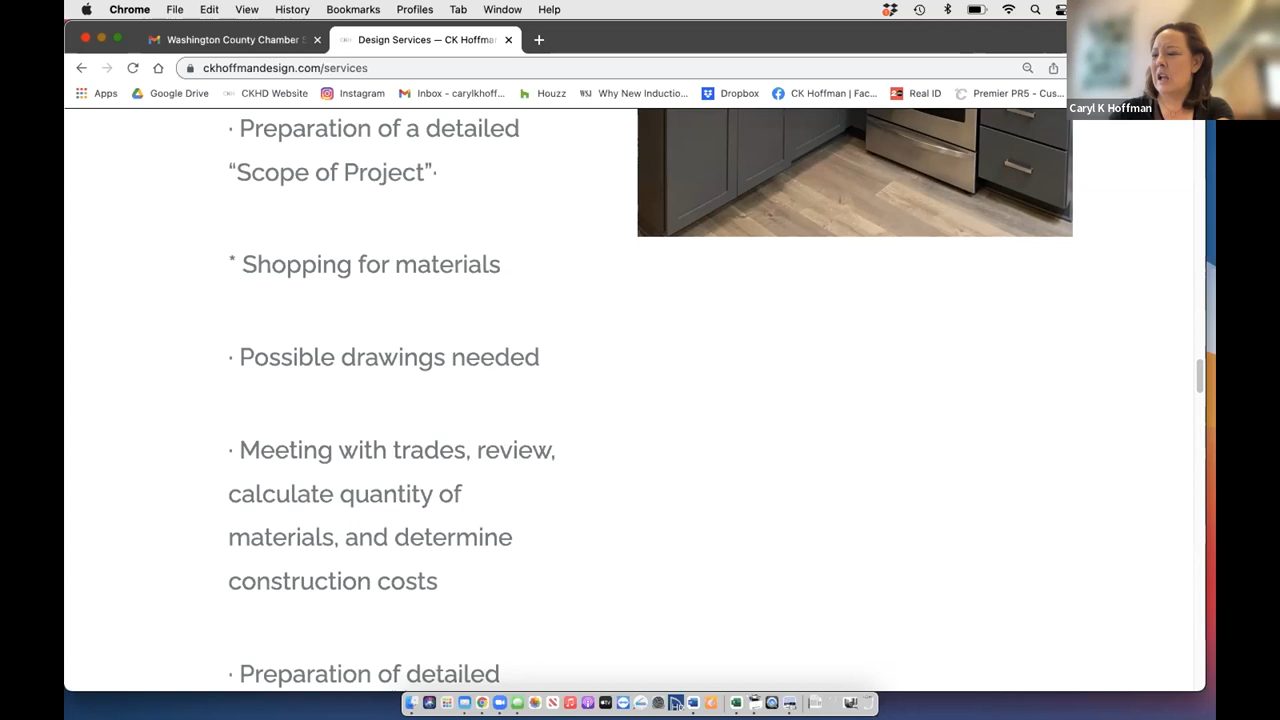 Chrome File Edit View History Bookmarks Profiles Tab Window Help
Washington County Chamber Design Services — CK Hoffma
ckhoffmandesign.com/services
Apps Google Drive CKHD Website Instagram Inbox - carylkhoff... Houzz WSJ Why New Inductio... Dropbox CK Hoffman | Fac... Real ID Premier PR5 - Cus...
Caryl K Hoffman
· Preparation of a detailed
“Scope of Project”·
* Shopping for materials
· Possible drawings needed
· Meeting with trades, review,
calculate quantity of
materials, and determine
construction costs
· Preparation of detailed